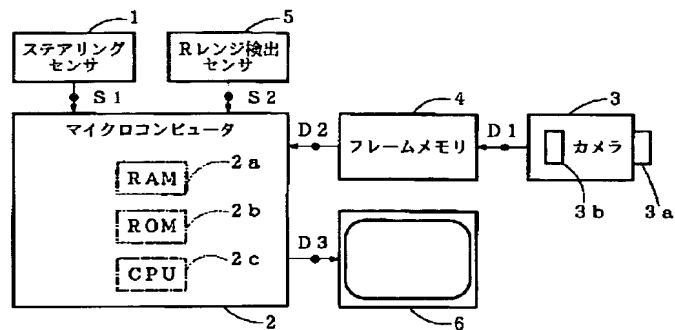 1
5
ステアリング
センサ
Rレンジ検出
センサ
S1
S2
4
3
マイクロコンピュータ
D2
フレームメモリ
D1
カメラ
3b
3a
RAM
2a
ROM
2b
CPU
2c
D3
2
6